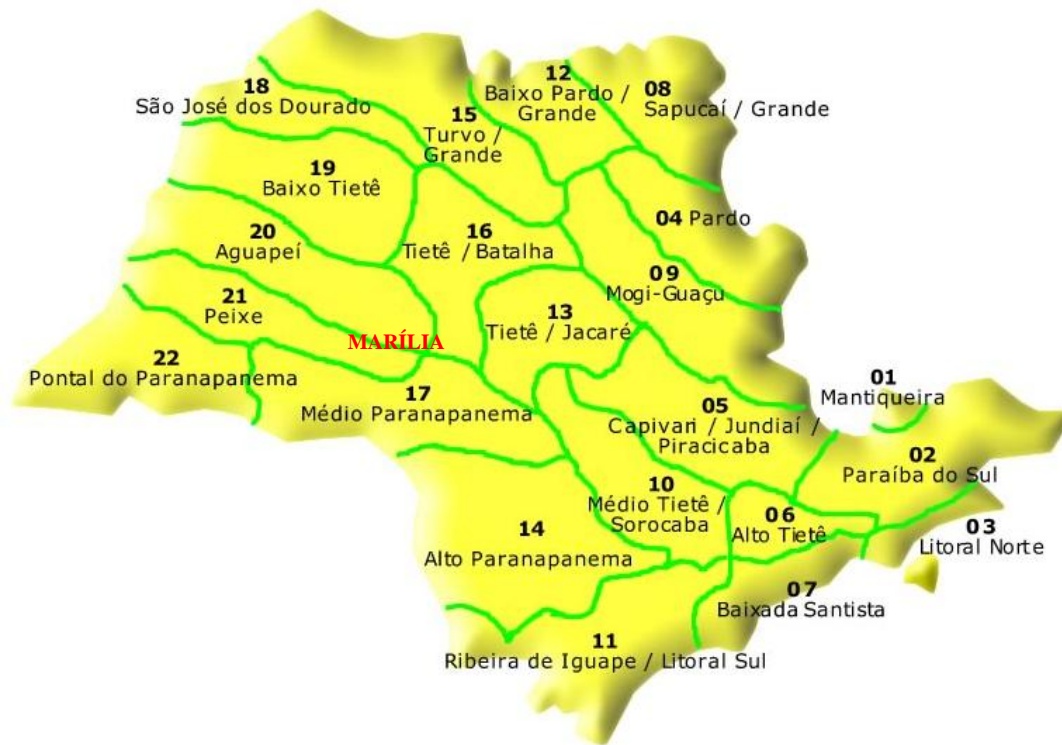 12
Baixo Pardo /
Grande
08
Sapucaí / Grande
18
São José dos Dourado
15
Turvo /
Grande
19
Baixo Tietê
04 Pardo
20
Aguapeí
16
Tietê / Batalha
09
Mogi-Guaçu
21
Peixe
13
Tietê / Jacaré
MARÍLIA
22
Pontal do Paranapanema
17
Médio Paranapanema
01
Mantiqueira
05
Capivari / Jundiaí /
Piracicaba
02
Paraíba do Sul
10
Médio Tietê /
Sorocaba
06
Alto Tietê
03
Litoral Norte
14
Alto Paranapanema
07
Baixada Santista
11
Ribeira de Iguape / Litoral Sul